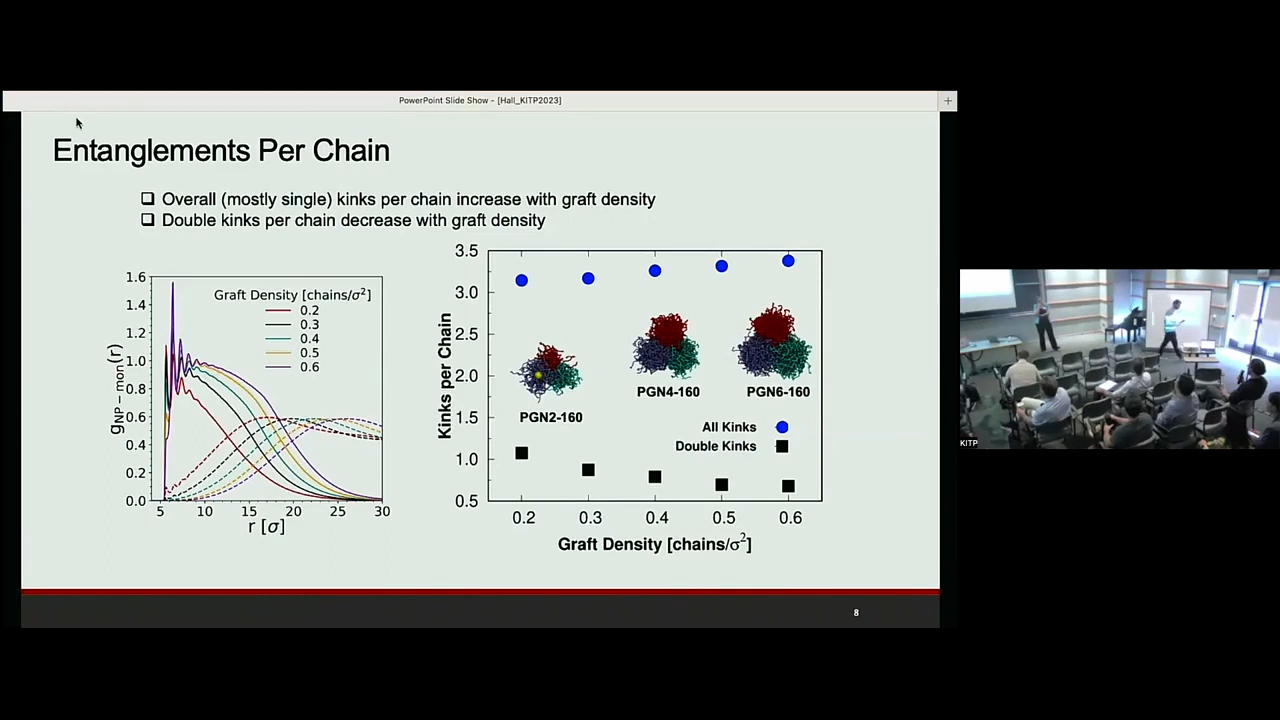 PowerPoint Slide Show - [Hall_KITP2023]
+
Entanglements Per Chain
❑ Overall (mostly single) kinks per chain increase with graft density
❑ Double kinks per chain decrease with graft density
1.6
1.4
1.2
1.0
0.8
0.6
0.4
0.2
0.0
g_NP−mon(r)
Graft Density [chains/σ²]
0.2
0.3
0.4
0.5
0.6
5 10 15 20 25 30
r [σ]
3.5
3.0
2.5
2.0
1.5
1.0
0.5
Kinks per Chain
PGN2-160
PGN4-160
PGN6-160
All Kinks
Double Kinks
0.2 0.3 0.4 0.5 0.6
Graft Density [chains/σ²]
8
KITP